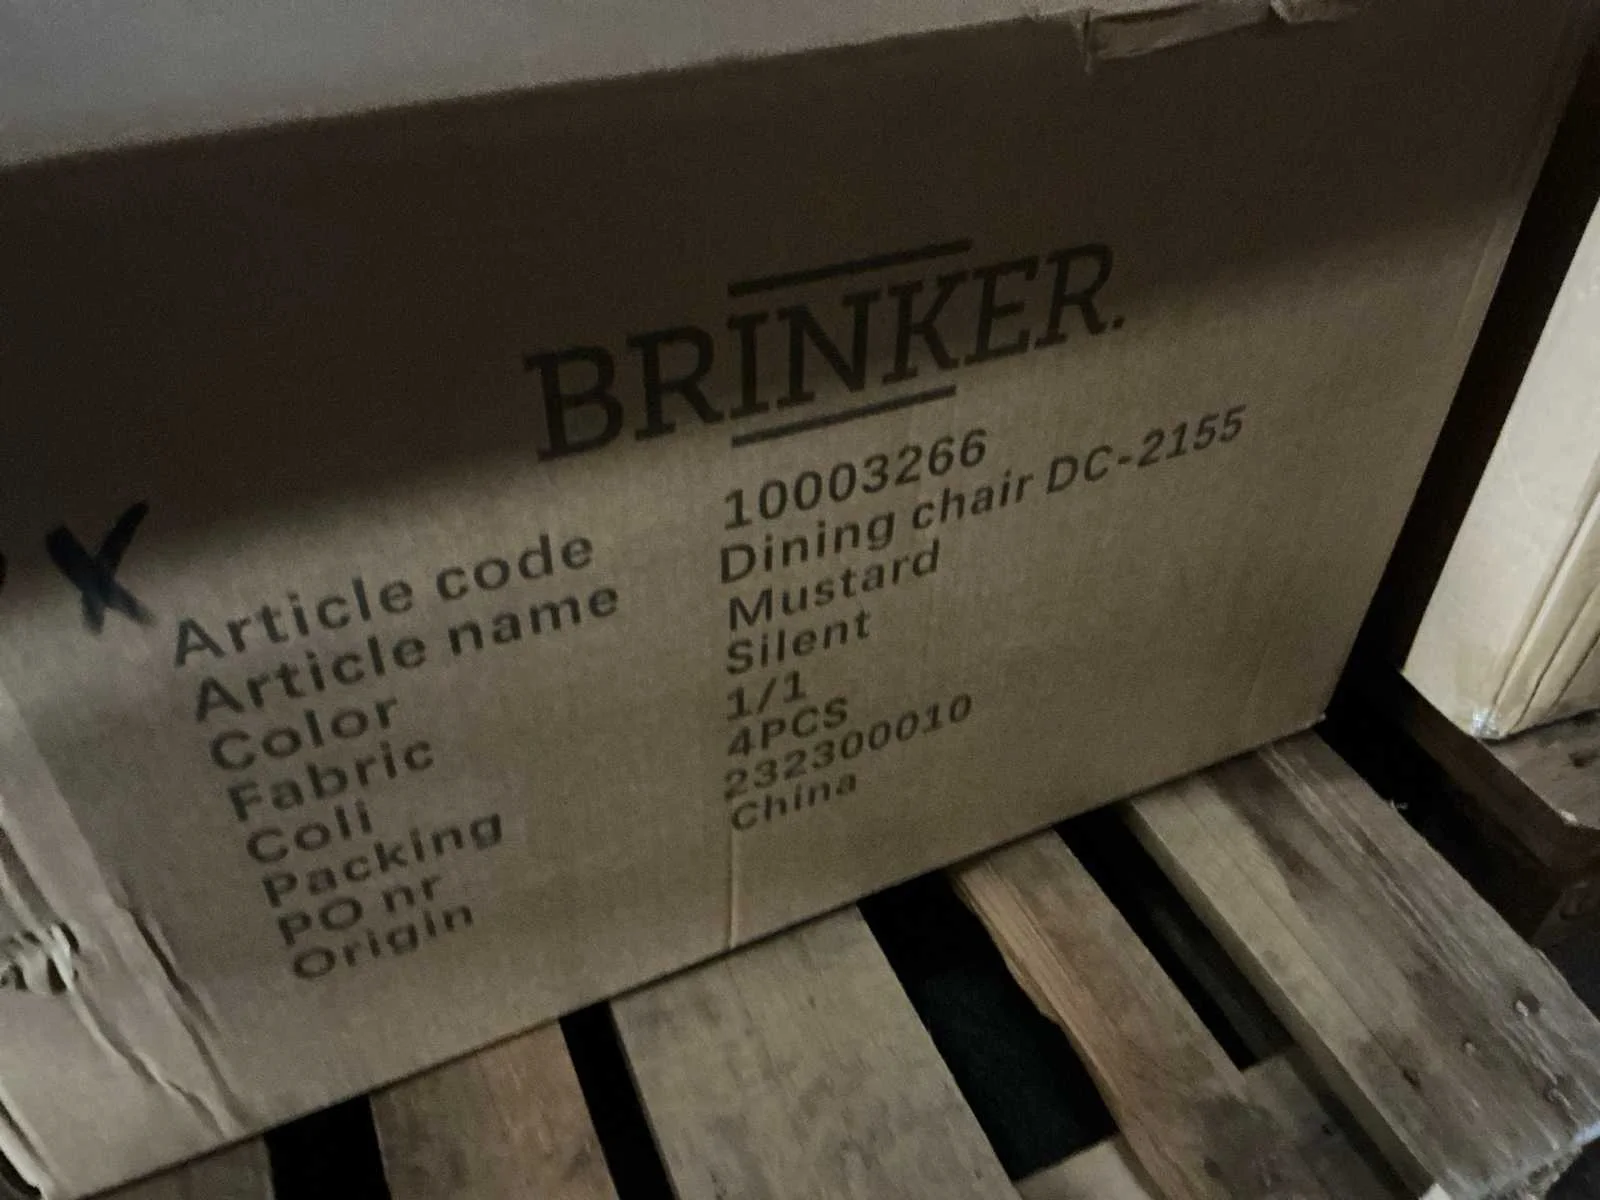 BRINKER.
X
Article code 10003266
Article name Dining chair DC-2155
Color Mustard
Fabric Silent
Coli 1/1
Packing 4PCS
PO nr 232300010
Origin China